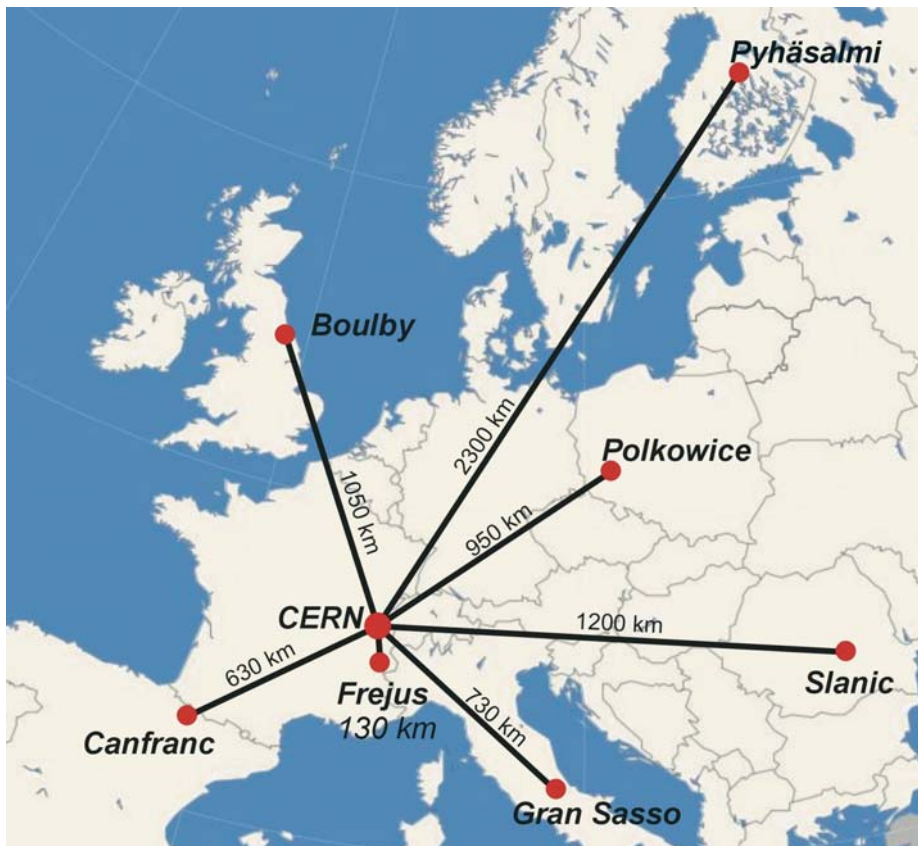 Pyhäsalmi
Boulby
2300 km
Polkowice
1050 km
950 km
CERN
1200 km
630 km
Frejus
130 km
Slanic
730 km
Canfranc
Gran Sasso